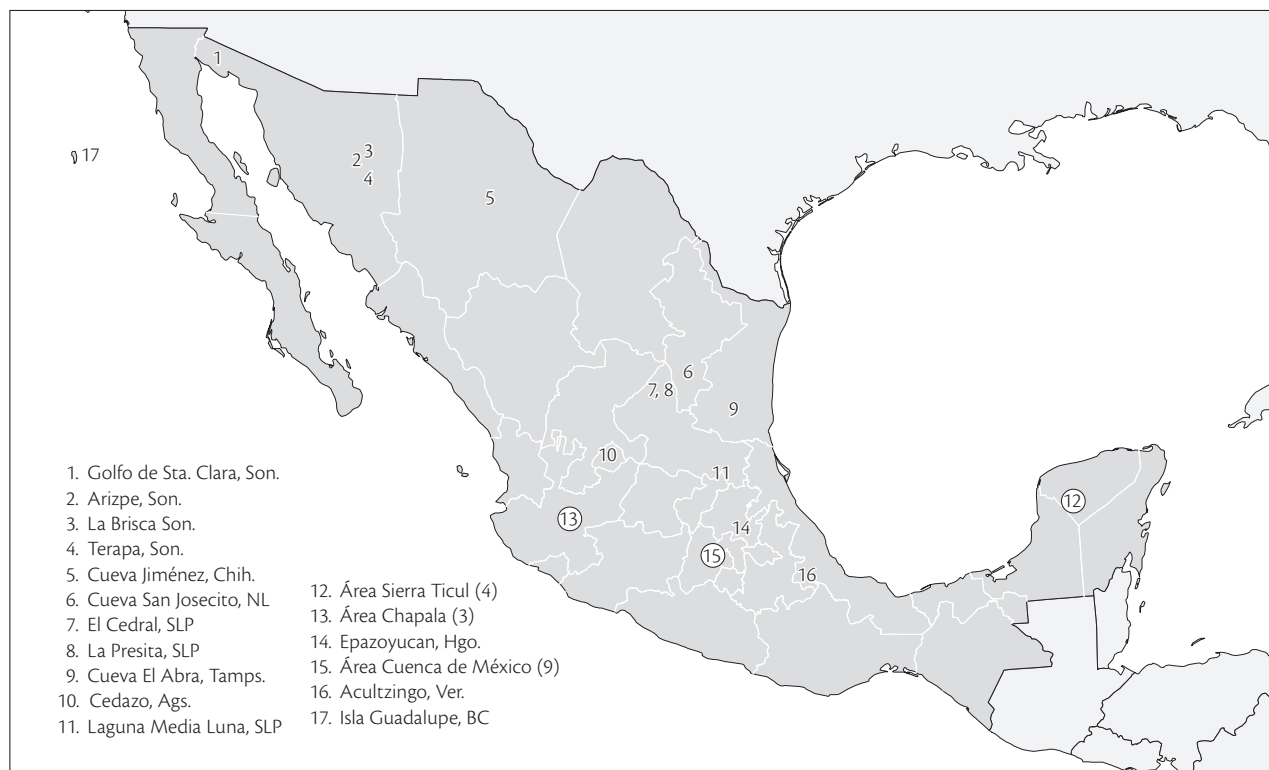 1
17
3
2
4
5
6
7, 8
9
10
11
12
13
14
15
16
1. Golfo de Sta. Clara, Son.
2. Arizpe, Son.
3. La Brisca Son.
4. Terapa, Son.
5. Cueva Jiménez, Chih.
6. Cueva San Josecito, NL
7. El Cedral, SLP
8. La Presita, SLP
9. Cueva El Abra, Tamps.
10. Cedazo, Ags.
11. Laguna Media Luna, SLP
12. Área Sierra Ticul (4)
13. Área Chapala (3)
14. Epazoyucan, Hgo.
15. Área Cuenca de México (9)
16. Acultzingo, Ver.
17. Isla Guadalupe, BC